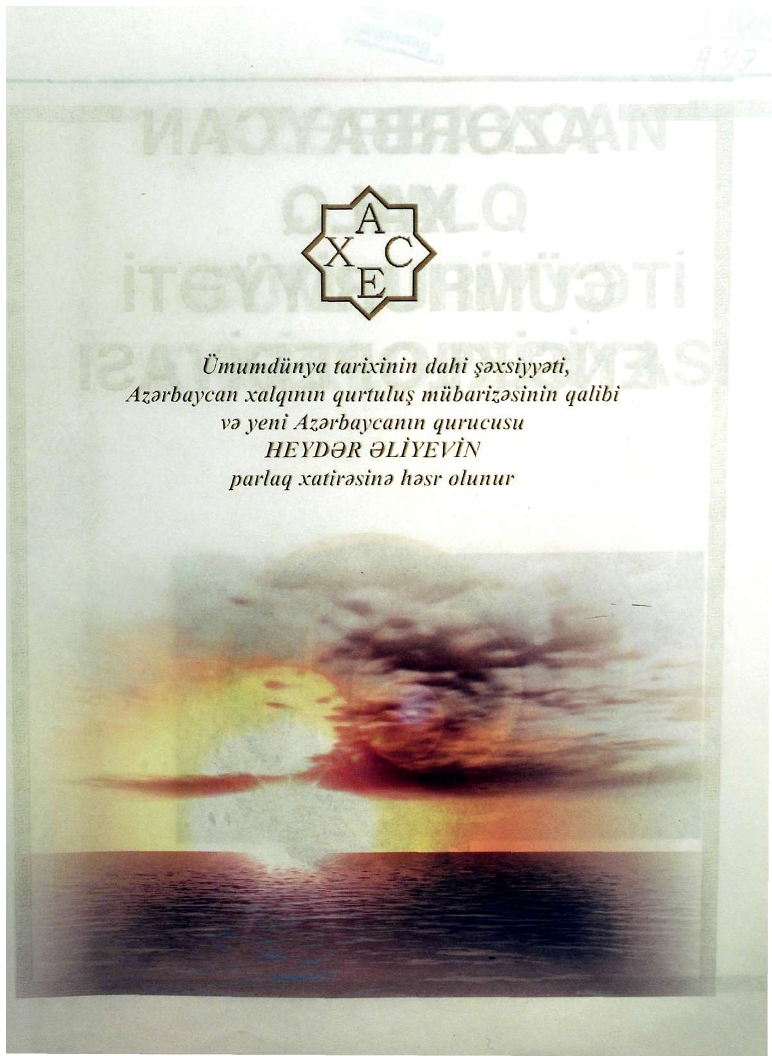 A
X C
E
Ümumdünya tarixinin dahi şəxsiyyəti,
Azərbaycan xalqının qurtuluş mübarizəsinin qalibi
və yeni Azərbaycanın qurucusu
HEYDƏR ƏLİYEVİN
parlaq xatirəsinə həsr olunur